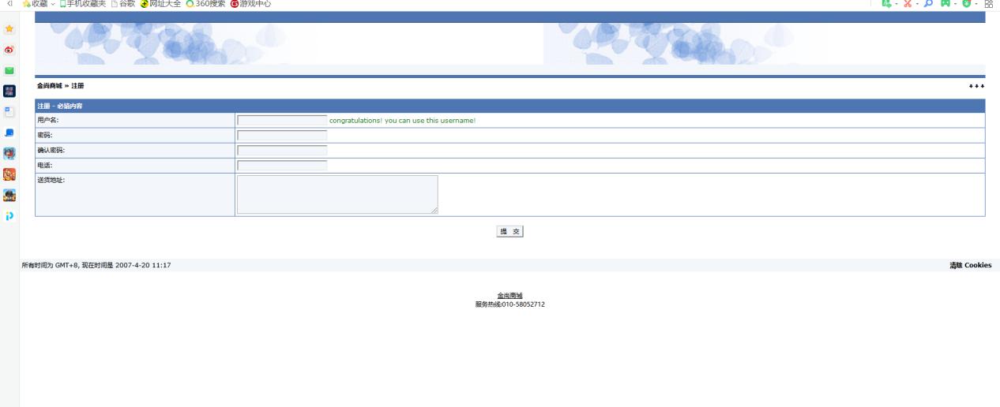 收藏 手机收藏夹 谷歌 网址大全 360搜索 游戏中心
金尚商城 » 注册
注册 - 必填内容
用户名: congratulations! you can use this username!
密码:
确认密码:
电话:
送货地址:
提 交
所有时间为 GMT+8, 现在时间是 2007-4-20 11:17 清除 Cookies
金尚商城
服务热线:010-58052712